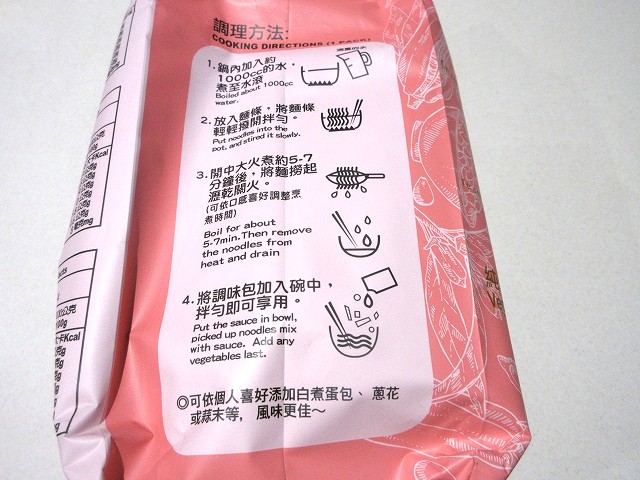 調理方法:
COOKING DIRECTIONS (1 PACK)
適量的水
1. 鍋內加入約
1000cc的水，
煮至水滾
Boiled about 1000cc
water.
2. 放入麵條，將麵條
輕輕撥開拌勻。
Put noodles into the
pot, and stired it slowly.
3. 開中大火煮約5-7
分鐘後，將麵撈起
瀝乾關火。
(可依口感喜好調整烹
煮時間)
Boil for about
5-7min.Then remove
the noodles from
heat and drain
4. 將調味包加入碗中，
拌勻即可享用。
Put the sauce in bowl,
picked up noodles mix
with sauce. Add any
vegetables last.
◎可依個人喜好添加白煮蛋包、蔥花
或蒜末等，風味更佳～